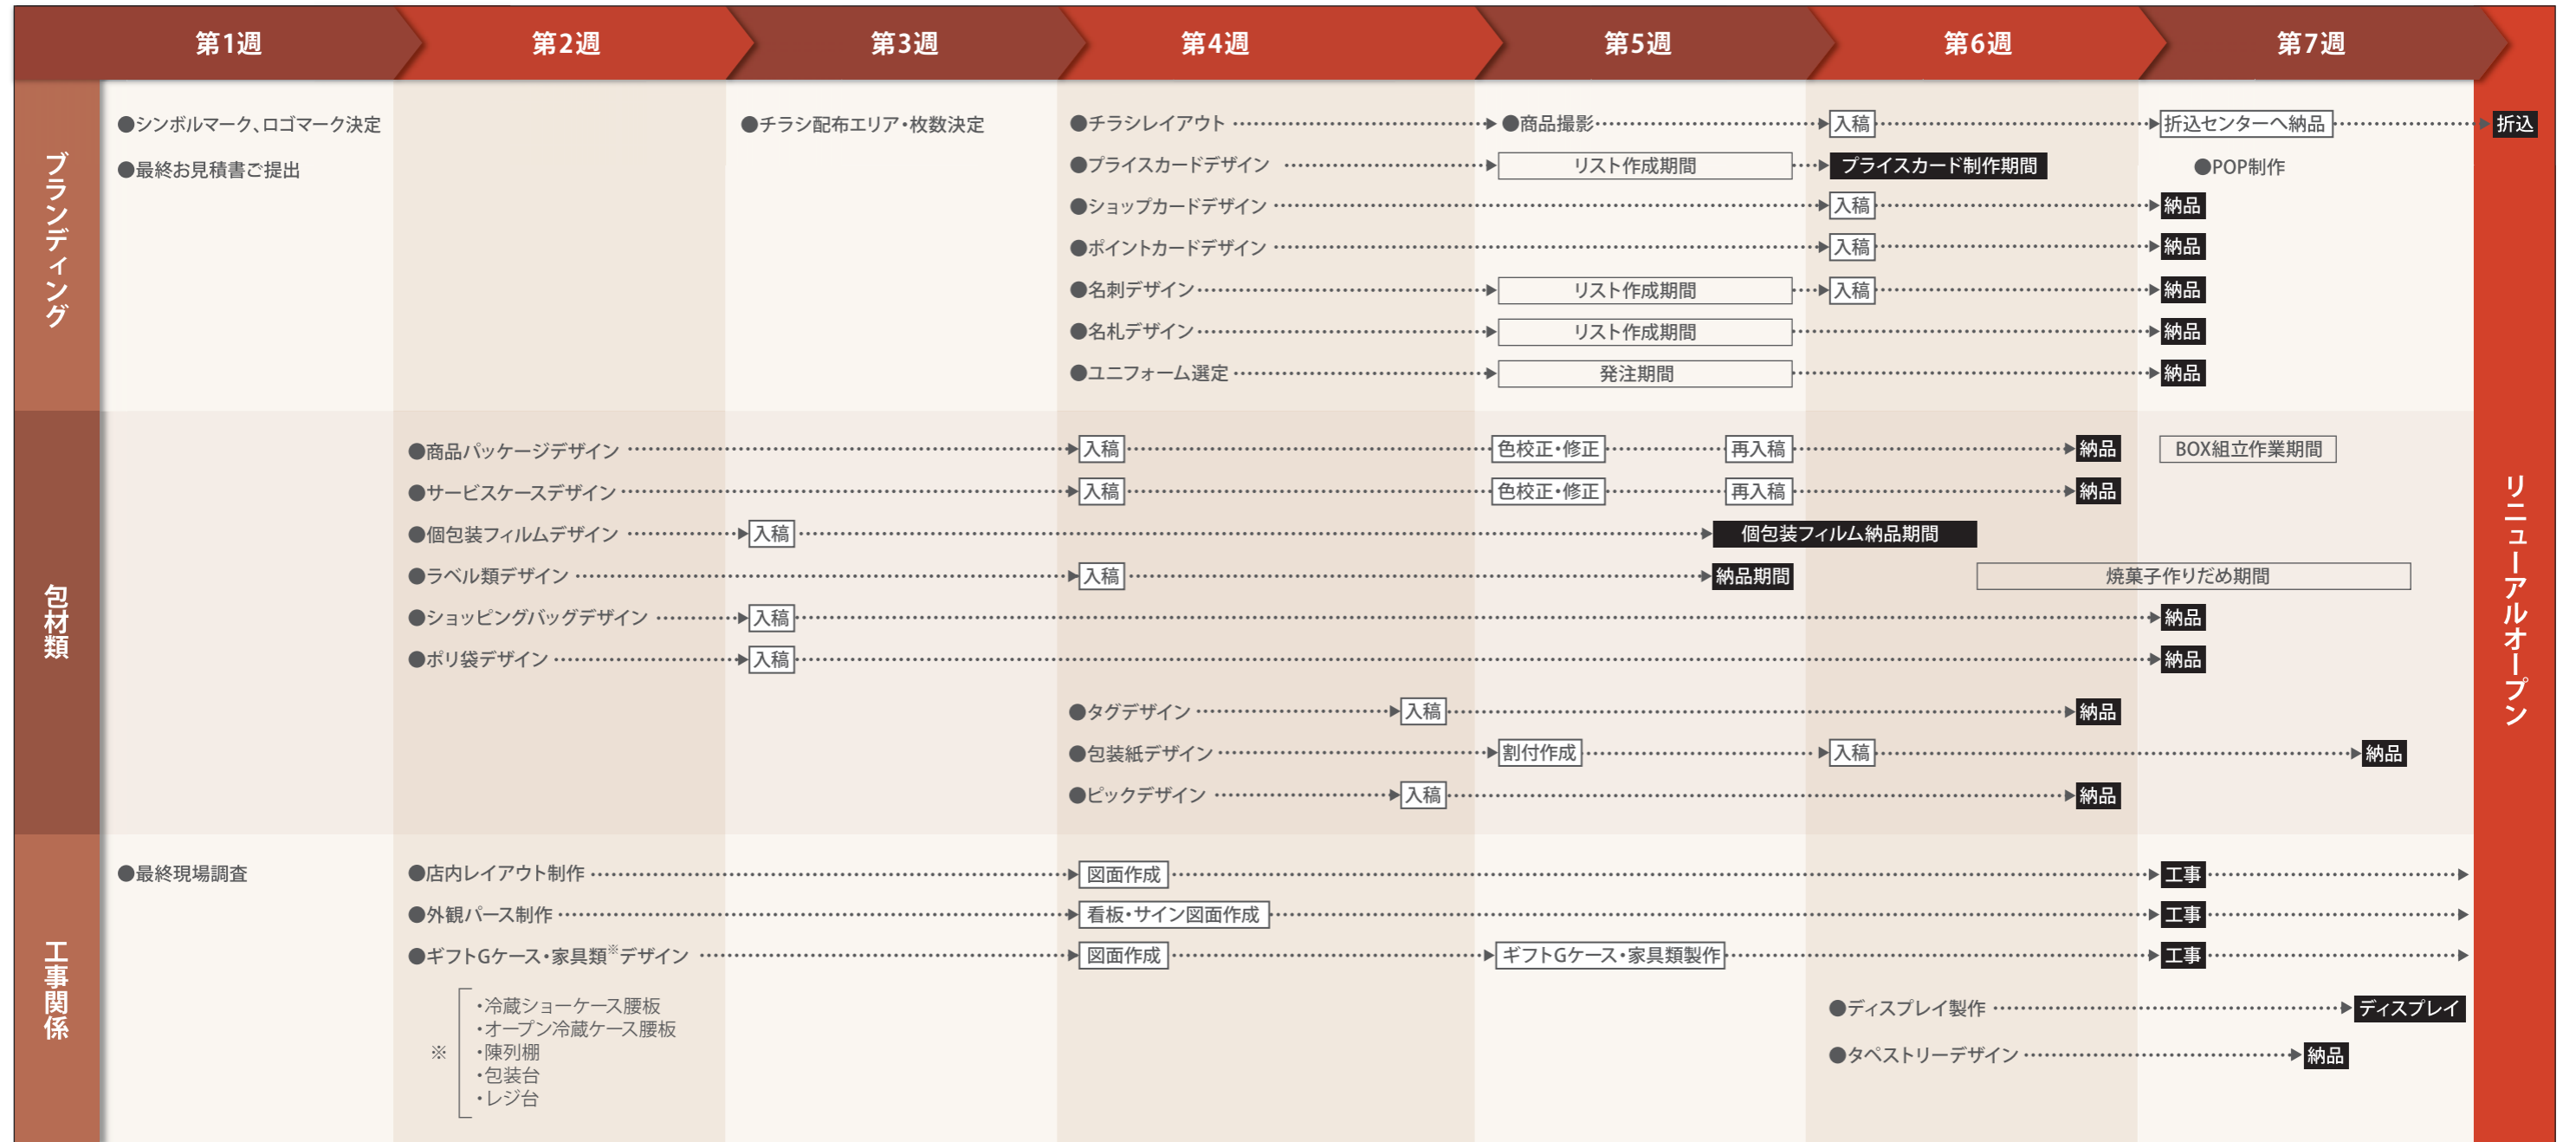 第1週 第2週 第3週 第4週 第5週 第6週 第7週
ブランディング
●シンボルマーク、ロゴマーク決定 ●チラシ配布エリア・枚数決定 ●チラシレイアウト ●商品撮影 入稿 折込センターへ納品 折込
●最終お見積書ご提出 ●プライスカードデザイン リスト作成期間 プライスカード制作期間 ●POP制作
●ショップカードデザイン 入稿 納品
●ポイントカードデザイン 入稿 納品
●名刺デザイン リスト作成期間 入稿 納品
●名札デザイン リスト作成期間 納品
●ユニフォーム選定 発注期間 納品
包材類
●商品パッケージデザイン 入稿 色校正・修正 再入稿 納品 BOX組立作業期間
●サービスケースデザイン 入稿 色校正・修正 再入稿 納品
●個包装フィルムデザイン 入稿 個包装フィルム納品期間
●ラベル類デザイン 入稿 納品期間 焼菓子作りだめ期間
●ショッピングバッグデザイン 入稿 納品
●ポリ袋デザイン 入稿 納品
●タグデザイン 入稿 納品
●包装紙デザイン 割付作成 入稿 納品
●ピックデザイン 入稿 納品
工事関係
●最終現場調査 ●店内レイアウト制作 図面作成 工事
●外観パース制作 看板・サイン図面作成 工事
●ギフトGケース・家具類※デザイン 図面作成 ギフトGケース・家具類製作 工事
※
・冷蔵ショーケース腰板
・オープン冷蔵ケース腰板
・陳列棚
・包装台
・レジ台
●ディスプレイ製作 ディスプレイ
●タペストリーデザイン 納品
リニューアルオープン